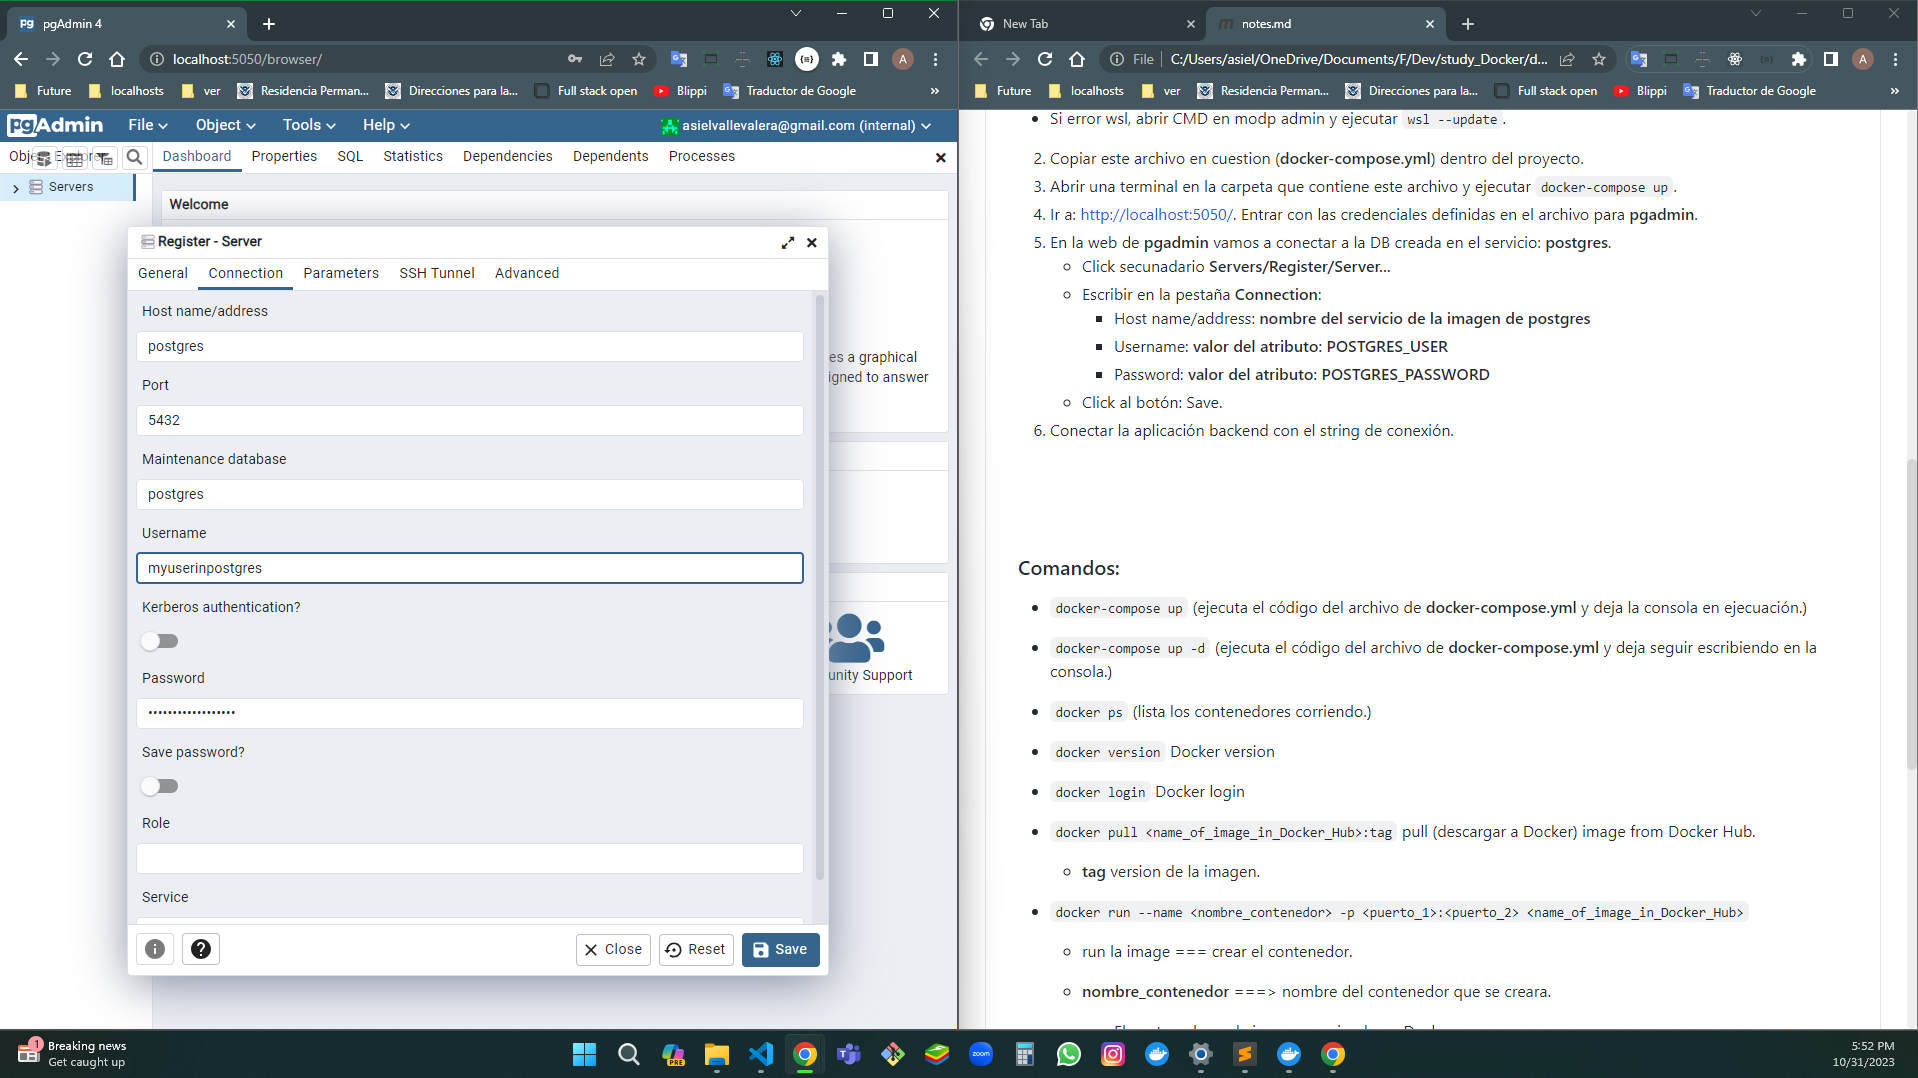 pgAdmin 4
localhost:5050/browser/
Future
localhosts
ver
Residencia Perman...
Direcciones para la...
Full stack open
Blippi
Traductor de Google
»
pgAdmin
File
Object
Tools
Help
asielvallevalera@gmail.com (internal)
Dashboard
Properties
SQL
Statistics
Dependencies
Dependents
Processes
Servers
Welcome
es a graphical
igned to answer
unity Support
Register - Server
General
Connection
Parameters
SSH Tunnel
Advanced
Host name/address
postgres
Port
5432
Maintenance database
postgres
Username
myuserinpostgres
Kerberos authentication?
Password
••••••••••••••••••
Save password?
Role
Service
Close
Reset
Save
New Tab
notes.md
File
C:/Users/asiel/OneDrive/Documents/F/Dev/study_Docker/d...
Future
localhosts
ver
Residencia Perman...
Direcciones para la...
Full stack open
Blippi
Traductor de Google
»
• Si error wsl, abrir CMD en modp admin y ejecutar wsl --update.
2. Copiar este archivo en cuestion (docker-compose.yml) dentro del proyecto.
3. Abrir una terminal en la carpeta que contiene este archivo y ejecutar docker-compose up.
4. Ir a: http://localhost:5050/. Entrar con las credenciales definidas en el archivo para pgadmin.
5. En la web de pgadmin vamos a conectar a la DB creada en el servicio: postgres.
Click secunadario Servers/Register/Server...
Escribir en la pestaña Connection:
Host name/address: nombre del servicio de la imagen de postgres
Username: valor del atributo: POSTGRES_USER
Password: valor del atributo: POSTGRES_PASSWORD
Click al botón: Save.
6. Conectar la aplicación backend con el string de conexión.
Comandos:
docker-compose up (ejecuta el código del archivo de docker-compose.yml y deja la consola en ejecuación.)
docker-compose up -d (ejecuta el código del archivo de docker-compose.yml y deja seguir escribiendo en la
consola.)
docker ps (lista los contenedores corriendo.)
docker version Docker version
docker login Docker login
docker pull <name_of_image_in_Docker_Hub>:tag pull (descargar a Docker) image from Docker Hub.
tag version de la imagen.
docker run --name <nombre_contenedor> -p <puerto_1>:<puerto_2> <name_of_image_in_Docker_Hub>
run la image === crear el contenedor.
nombre_contenedor ===> nombre del contenedor que se creara.
1
Breaking news
Get caught up
PRE
zoom
5:52 PM
10/31/2023